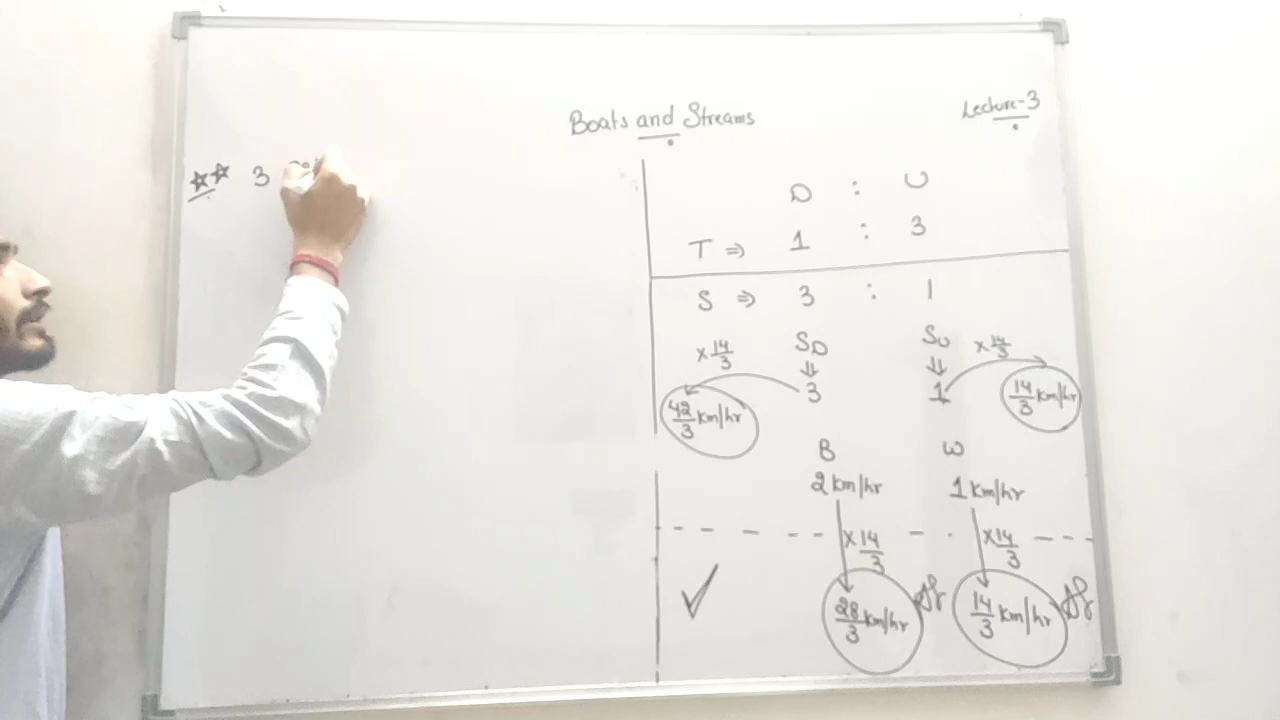 Boats and Streams
Lecture-3
☆☆ 3
D : U
T ⇒ 1 : 3
S ⇒ 3 : 1
×14/3 S_D S_U ×14/3
⇓ ⇓
42/3 km/hr 3 1 14/3 km/hr
B W
2 km/hr 1 km/hr
×14/3 ×14/3
✓ 28/3 km/hr 14/3 km/hr